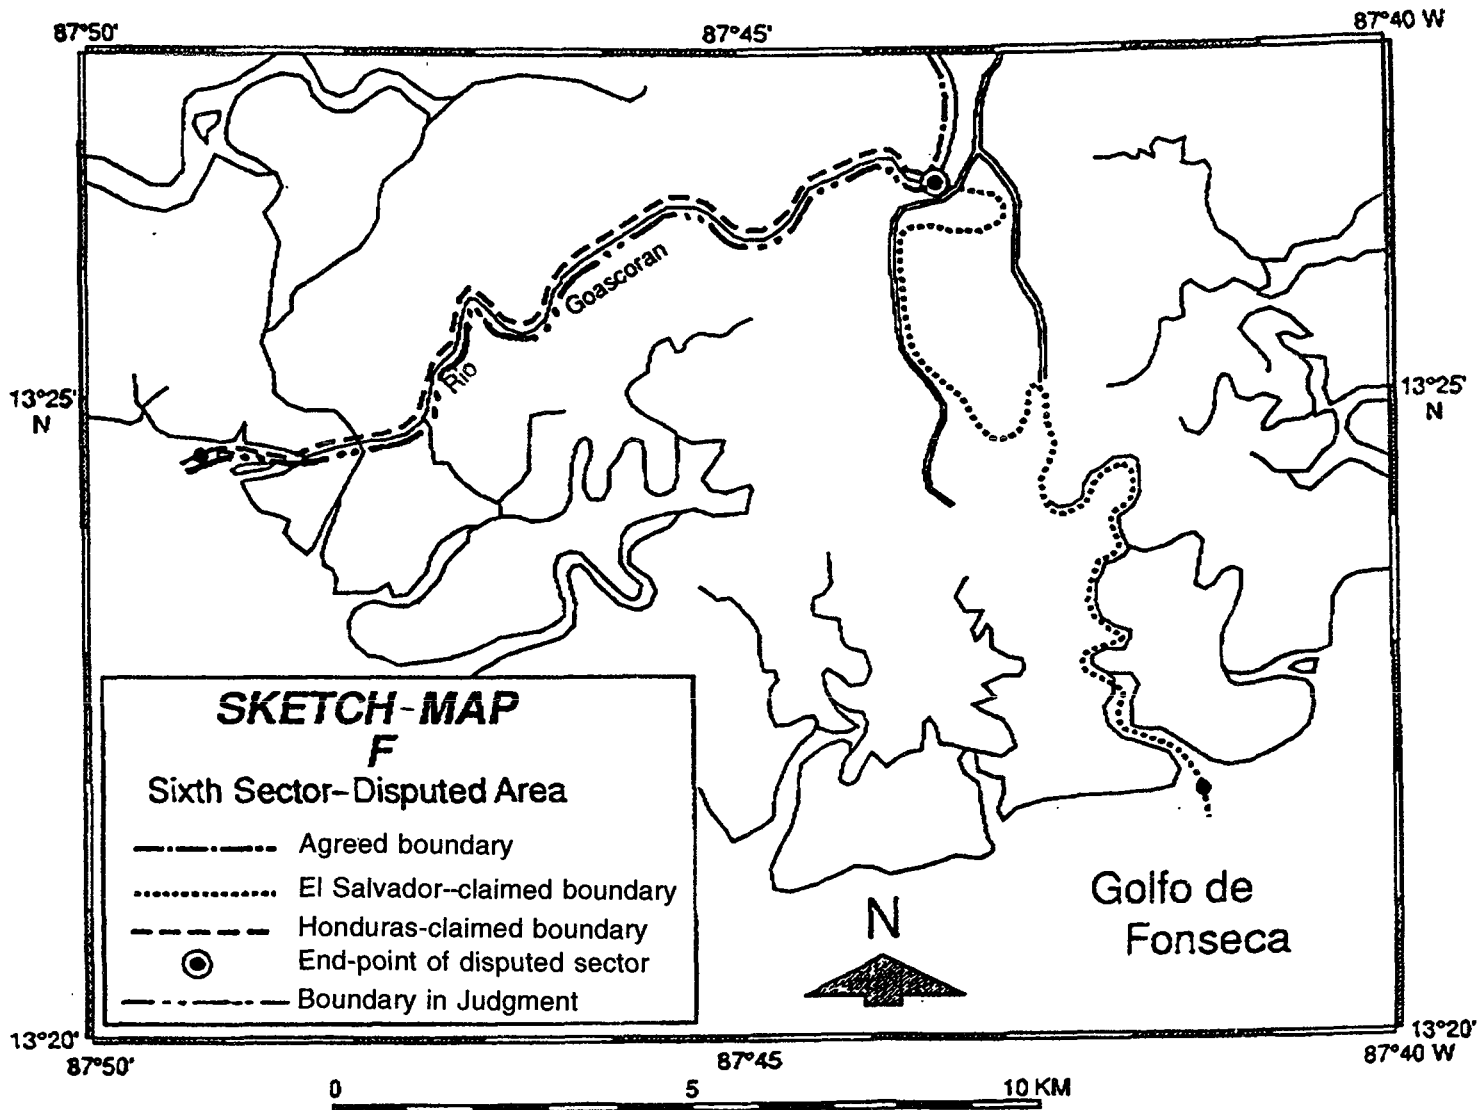 87°50'
87°45'
87°40 W
Goascoran
Rio
13°25'
N
13°25'
N
SKETCH-MAP
F
Sixth Sector-Disputed Area
Agreed boundary
El Salvador--claimed boundary
Honduras-claimed boundary
End-point of disputed sector
Boundary in Judgment
N
Golfo de
Fonseca
13°20'
13°20'
87°50'
87°45
87°40 W
0 5 10 KM